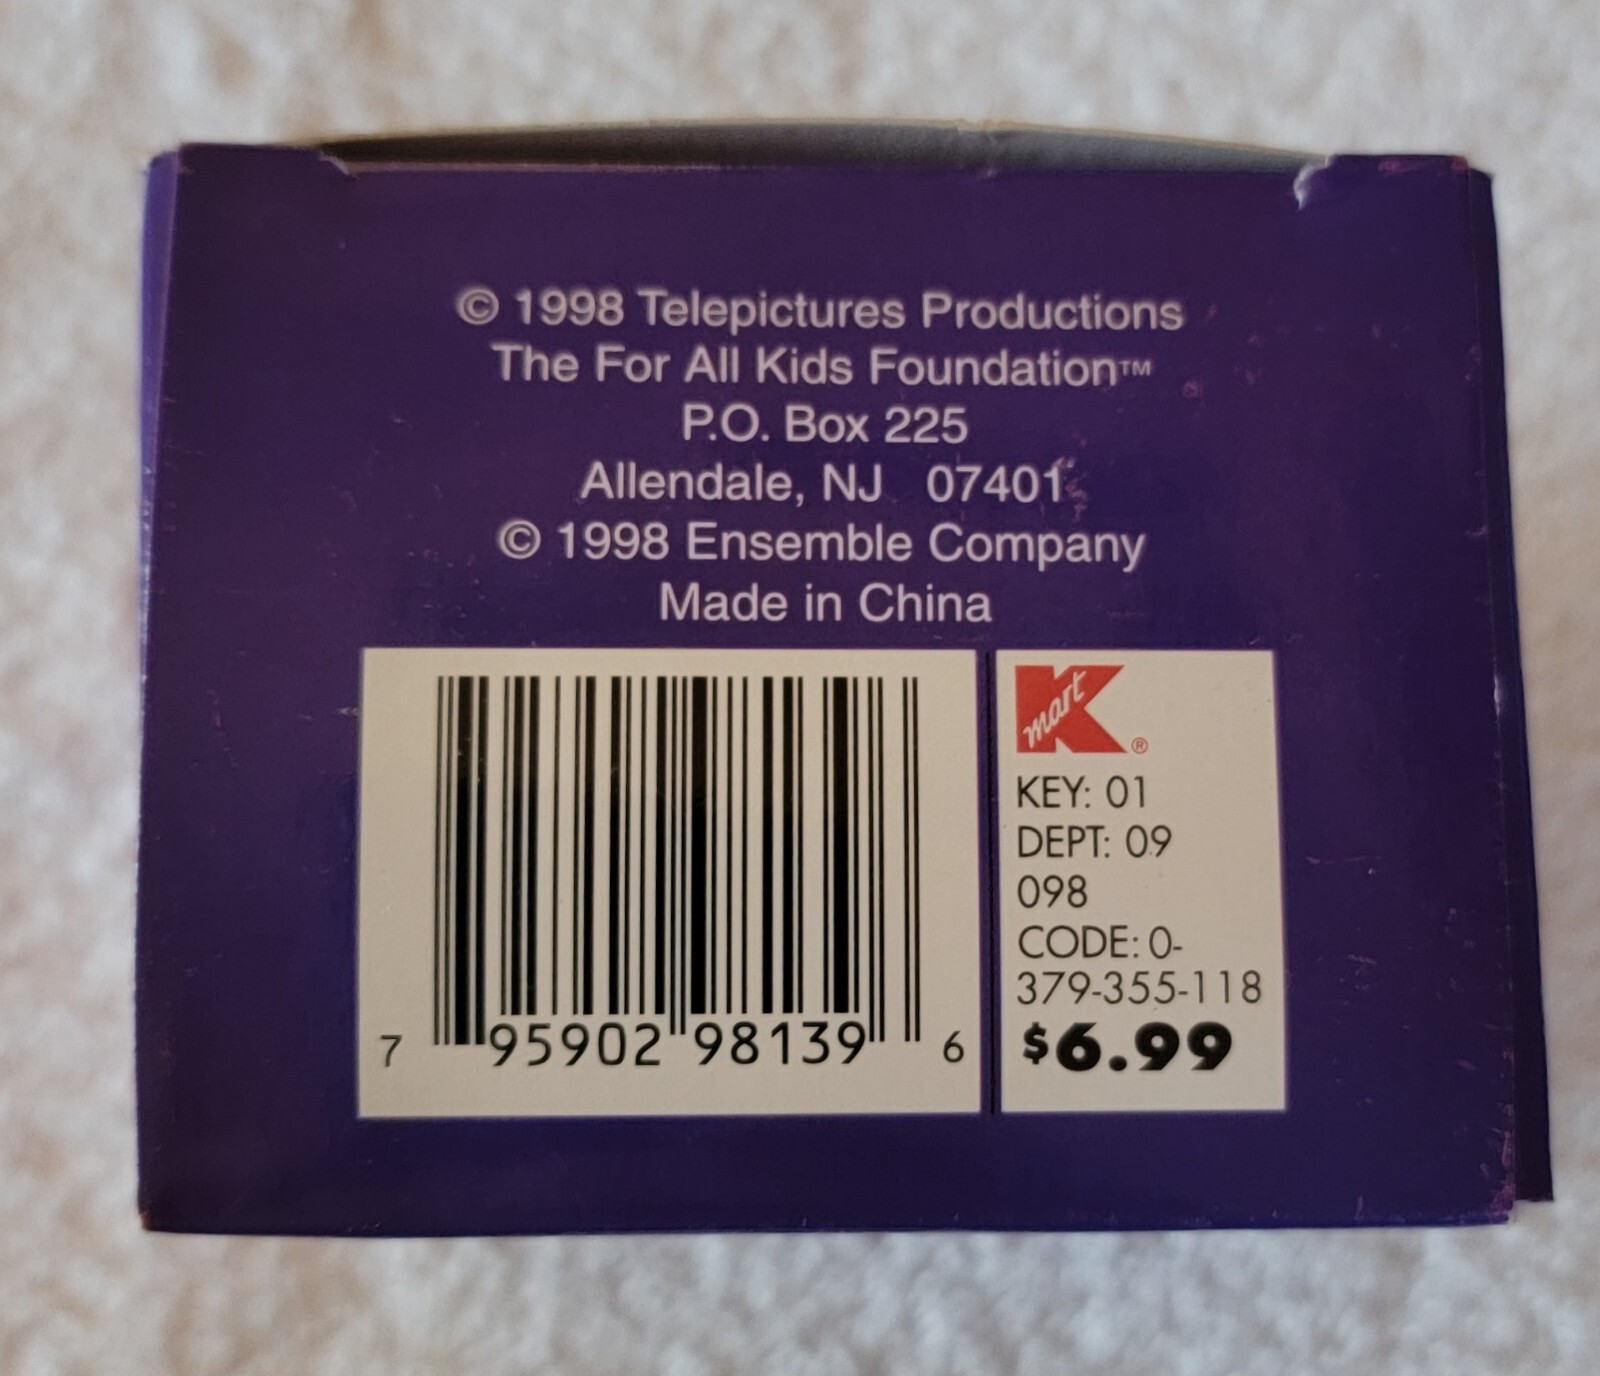 © 1998 Telepictures Productions
The For All Kids Foundation™
P.O. Box 225
Allendale, NJ 07401
© 1998 Ensemble Company
Made in China
7 95902 98139 6
Kmart®
KEY: 01
DEPT: 09
098
CODE: 0-
379-355-118
$6.99